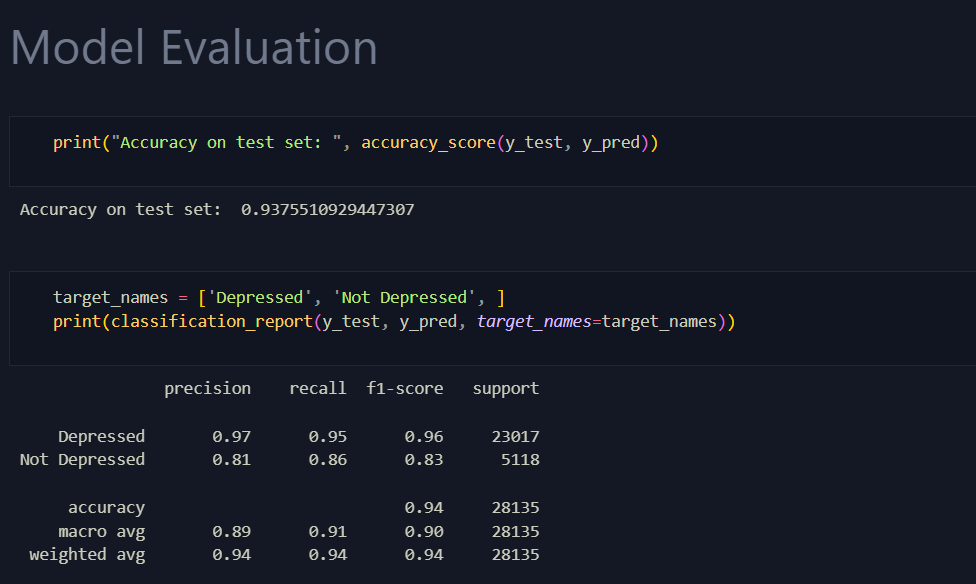 Model Evaluation
print("Accuracy on test set: ", accuracy_score(y_test, y_pred))
Accuracy on test set:  0.9375510929447307
target_names = ['Depressed', 'Not Depressed', ]
print(classification_report(y_test, y_pred, target_names=target_names))
precision recall f1-score support
Depressed 0.97 0.95 0.96 23017
Not Depressed 0.81 0.86 0.83 5118
accuracy 0.94 28135
macro avg 0.89 0.91 0.90 28135
weighted avg 0.94 0.94 0.94 28135